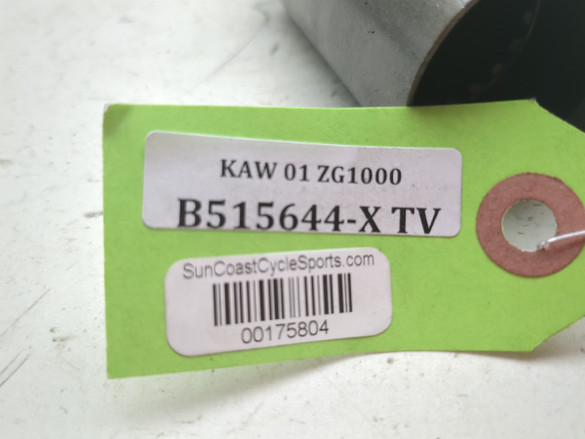 KAW 01 ZG1000
B515644-X TV
SunCoastCycleSports.com
00175804